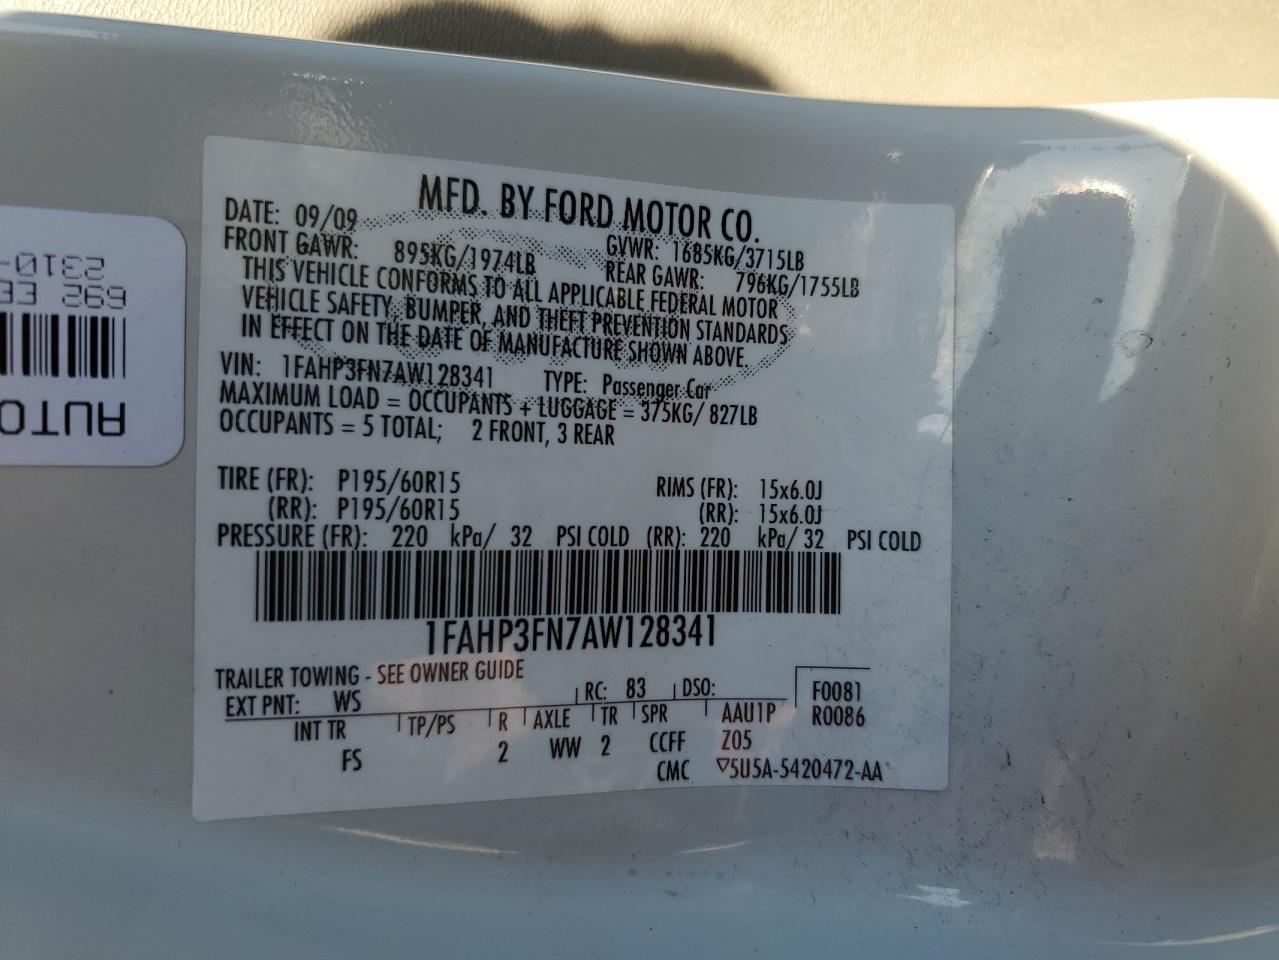 MFD. BY FORD MOTOR CO.
DATE: 09/09 GVWR: 1685KG/3715LB
FRONT GAWR: 895KG/1974LB REAR GAWR: 796KG/1755LB
THIS VEHICLE CONFORMS TO ALL APPLICABLE FEDERAL MOTOR
VEHICLE SAFETY, BUMPER, AND THEFT PREVENTION STANDARDS
IN EFFECT ON THE DATE OF MANUFACTURE SHOWN ABOVE.
VIN: 1FAHP3FN7AW128341 TYPE: Passenger Car
MAXIMUM LOAD = OCCUPANTS + LUGGAGE = 375KG/ 827LB
OCCUPANTS = 5 TOTAL; 2 FRONT, 3 REAR
TIRE (FR): P195/60R15 RIMS (FR): 15x6.0J
(RR): P195/60R15 (RR): 15x6.0J
PRESSURE (FR): 220 kPa/ 32 PSI COLD (RR): 220 kPa/ 32 PSI COLD
1FAHP3FN7AW128341
TRAILER TOWING - SEE OWNER GUIDE
EXT PNT: WS RC: 83 DSO: F0081
INT TR TP/PS R AXLE TR SPR AAU1P R0086
FS 2 WW 2 CCFF Z05
CMC ▽5U5A-5420472-AA
AUTO
2310-